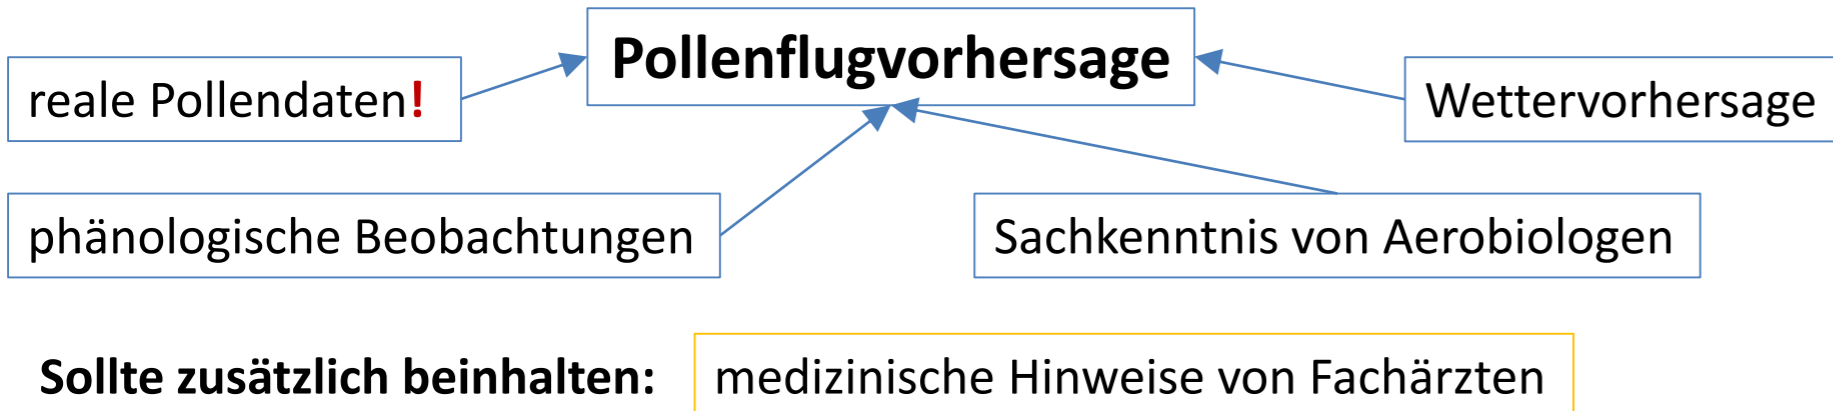 Pollenflugvorhersage
reale Pollendaten!
Wettervorhersage
phänologische Beobachtungen
Sachkenntnis von Aerobiologen
Sollte zusätzlich beinhalten:
medizinische Hinweise von Fachärzten